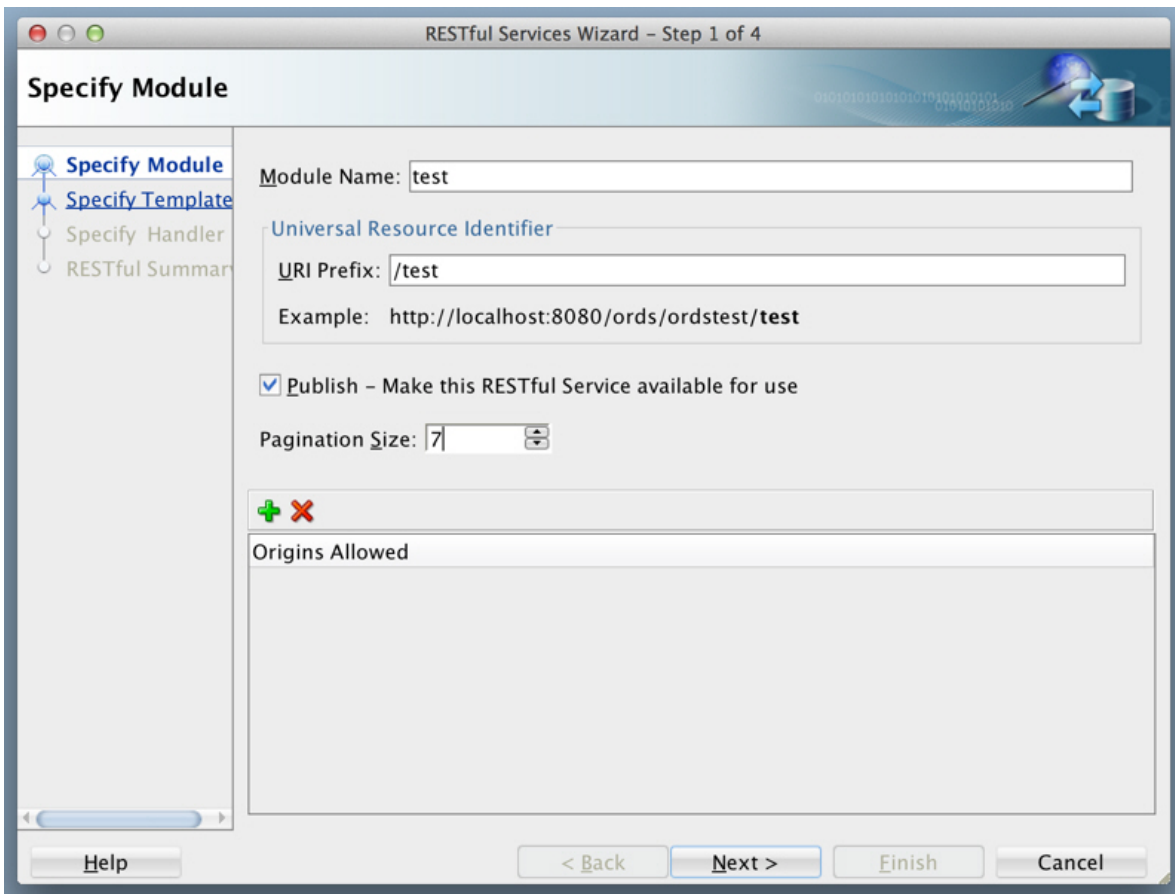 RESTful Services Wizard – Step 1 of 4
Specify Module
Specify Module
Specify Template
Specify Handler
RESTful Summar
Module Name: test
Universal Resource Identifier
URI Prefix: /test
Example: http://localhost:8080/ords/ordstest/test
Publish – Make this RESTful Service available for use
Pagination Size: 7
Origins Allowed
Help
< Back
Next >
Finish
Cancel